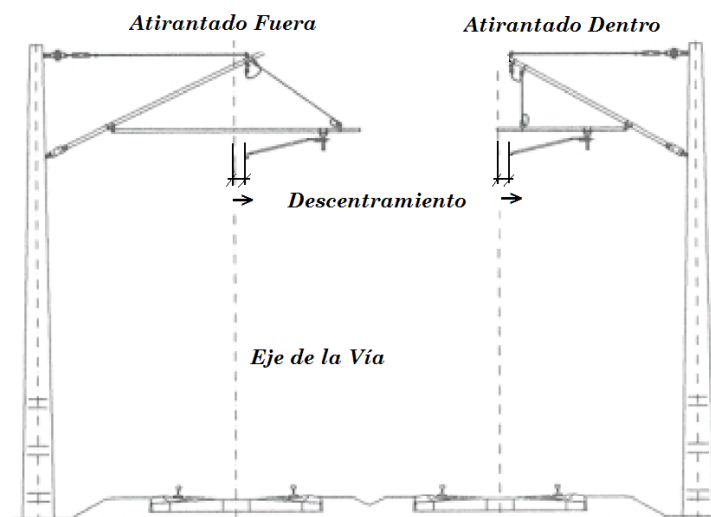 Atirantado Fuera
Atirantado Dentro
Descentramiento
Eje de la Vía